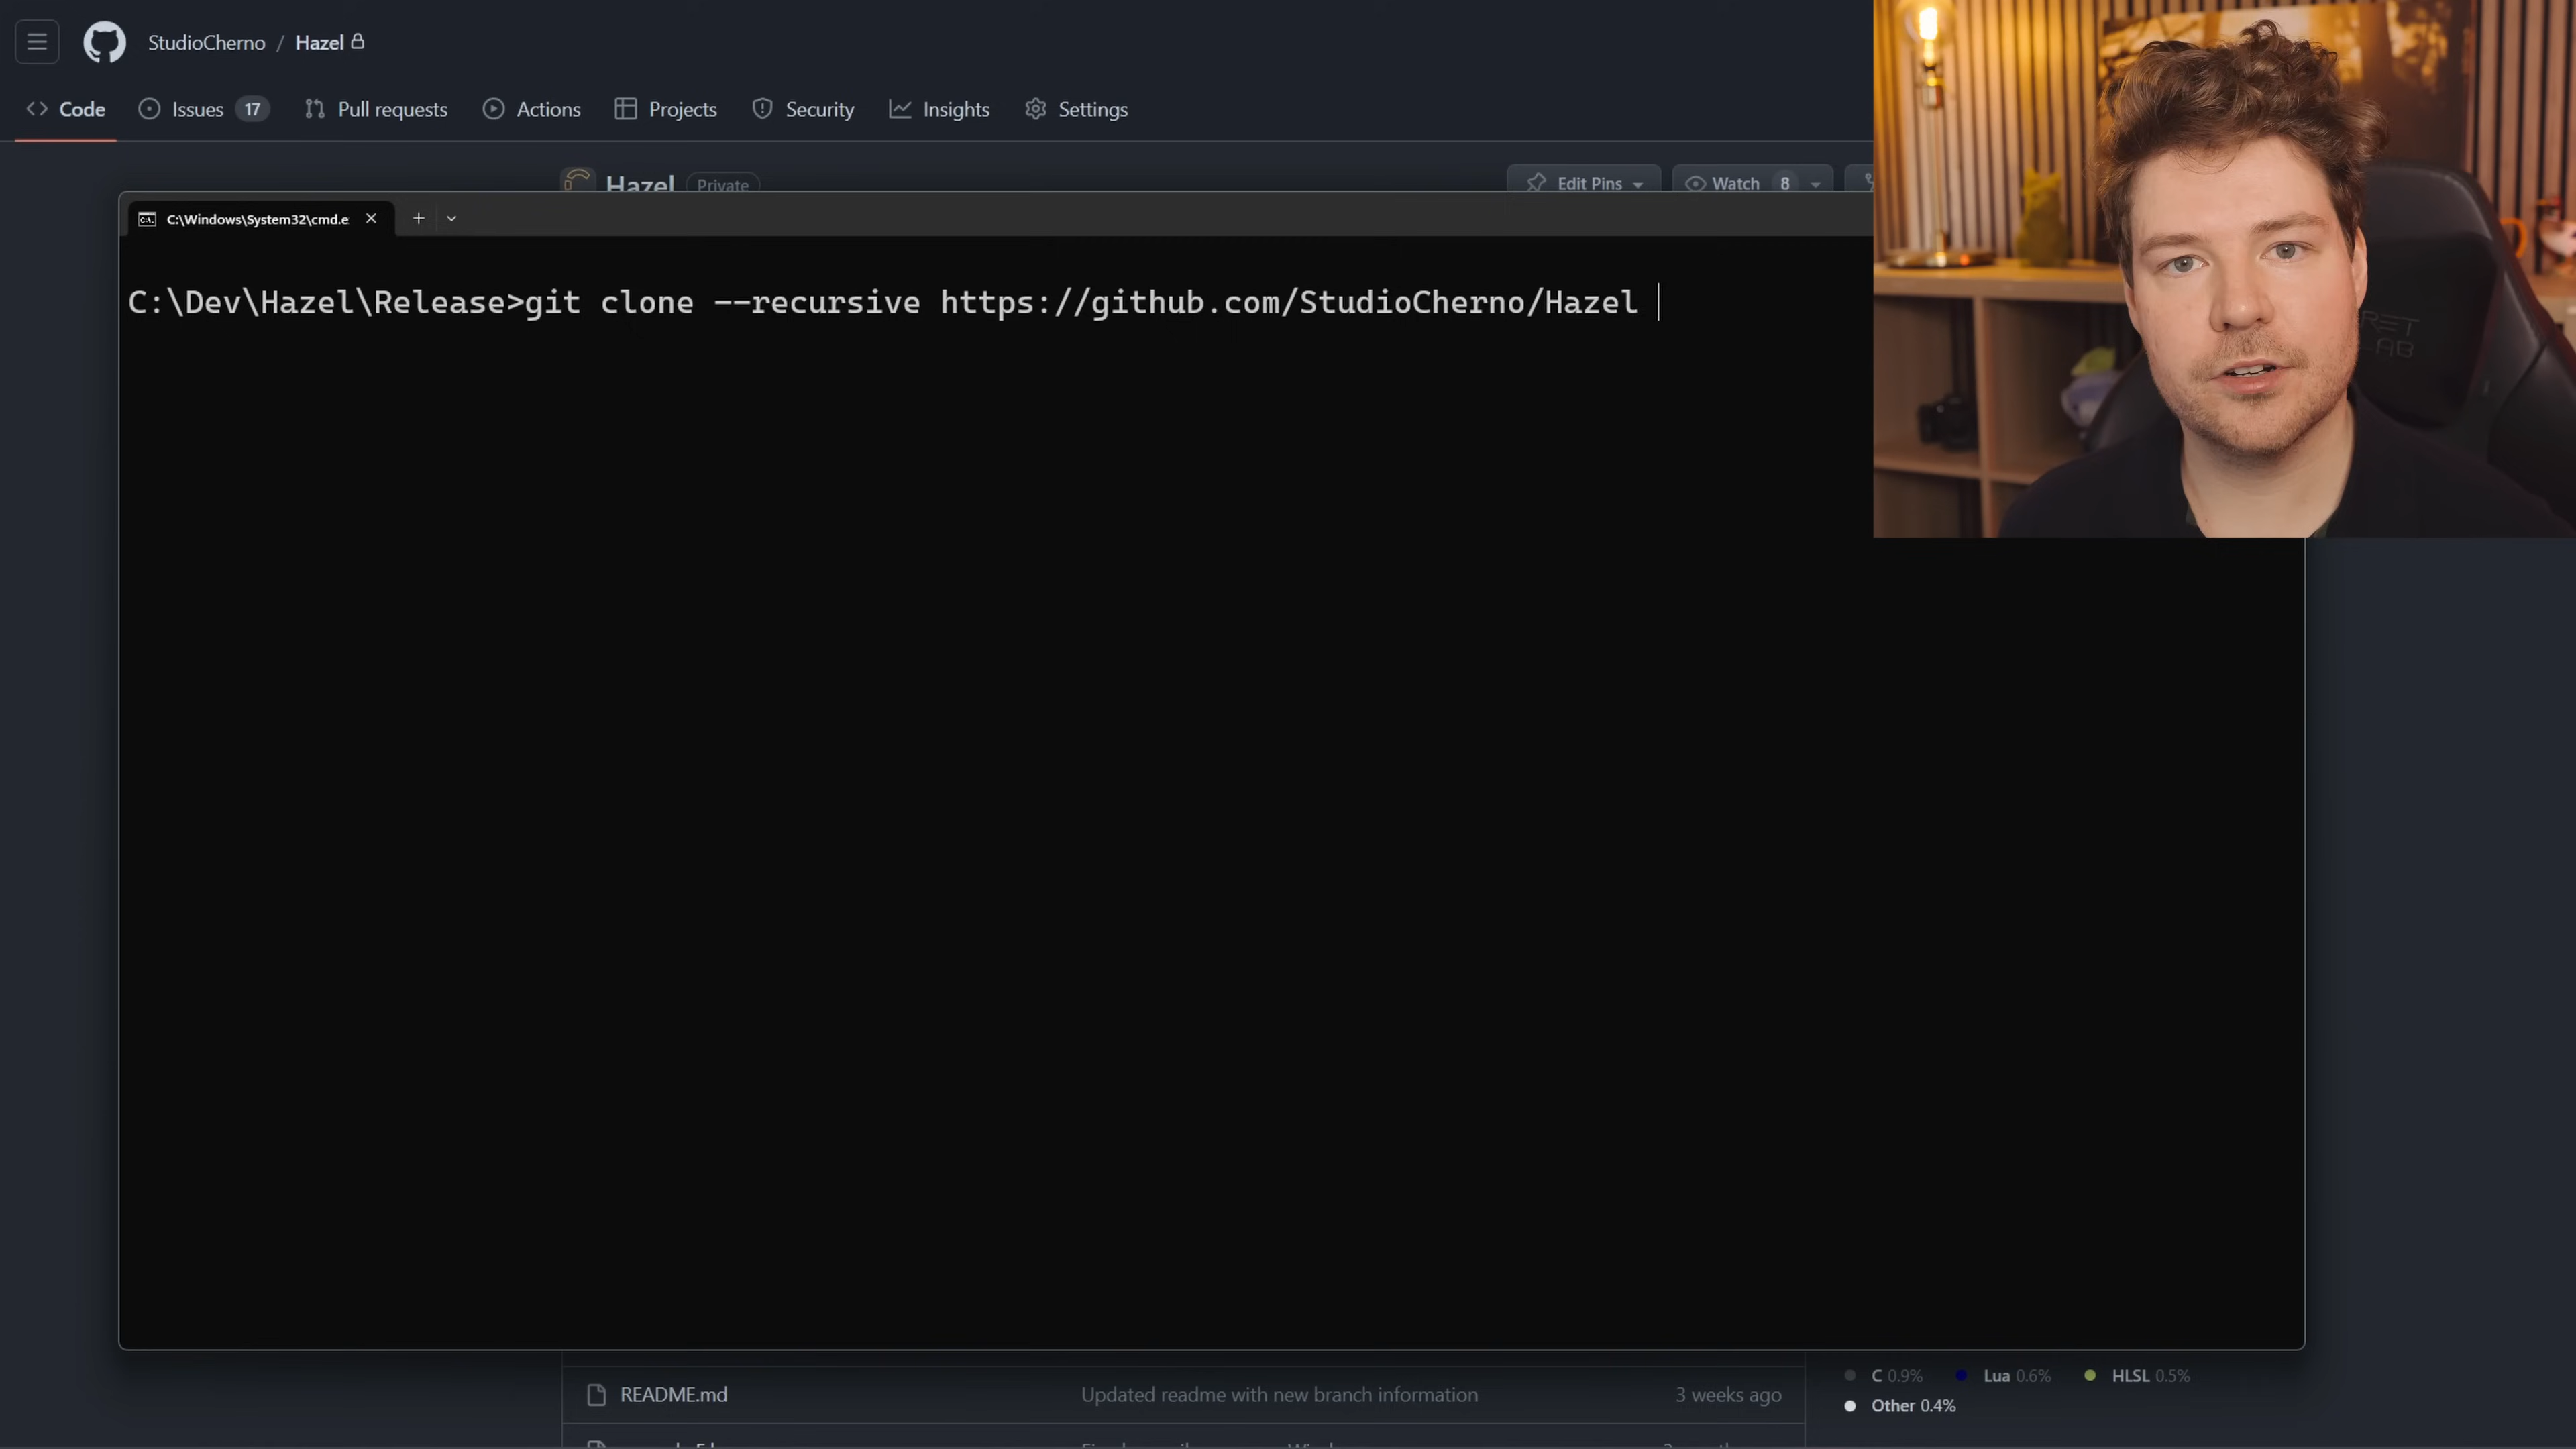 StudioCherno / Hazel
Code Issues 17 Pull requests Actions Projects Security Insights Settings
Hazel Private Edit Pins Watch 8
C:\Windows\System32\cmd.e
C:\Dev\Hazel\Release>git clone --recursive https://github.com/StudioCherno/Hazel
README.md Updated readme with new branch information 3 weeks ago
C 0.9% Lua 0.6% HLSL 0.5%
Other 0.4%